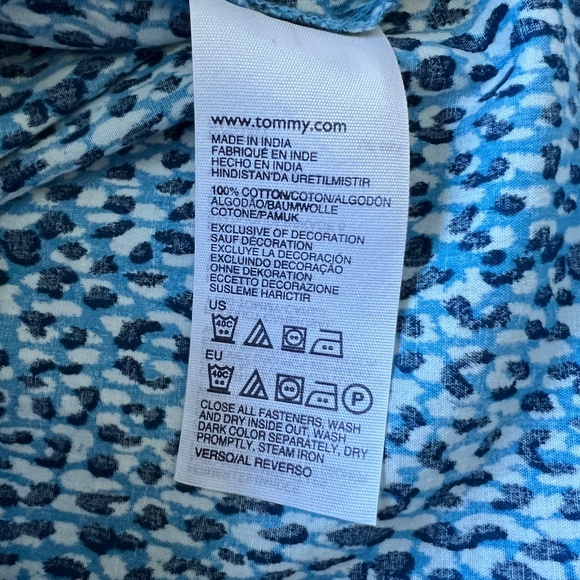 www.tommy.com
MADE IN INDIA
FABRIQUÉ EN INDE
HECHO EN INDIA
HINDISTAN'DA URETILMISTIR
100% COTTON/COTON/ALGODÓN
ALGODÃO/BAUMWOLLE
COTONE/PAMUK
EXCLUSIVE OF DECORATION
SAUF DÉCORATION
EXCLUYE LA DECORACIÓN
EXCLUINDO DECORAÇÃO
OHNE DEKORATION
ECCETTO DECORAZIONE
SUSLEME HARICTIR
US
40C
EU
40C P
CLOSE ALL FASTENERS, WASH
AND DRY INSIDE OUT, WASH
DARK COLOR SEPARATELY, DRY
PROMPTLY, STEAM IRON
VERSO/AL REVERSO